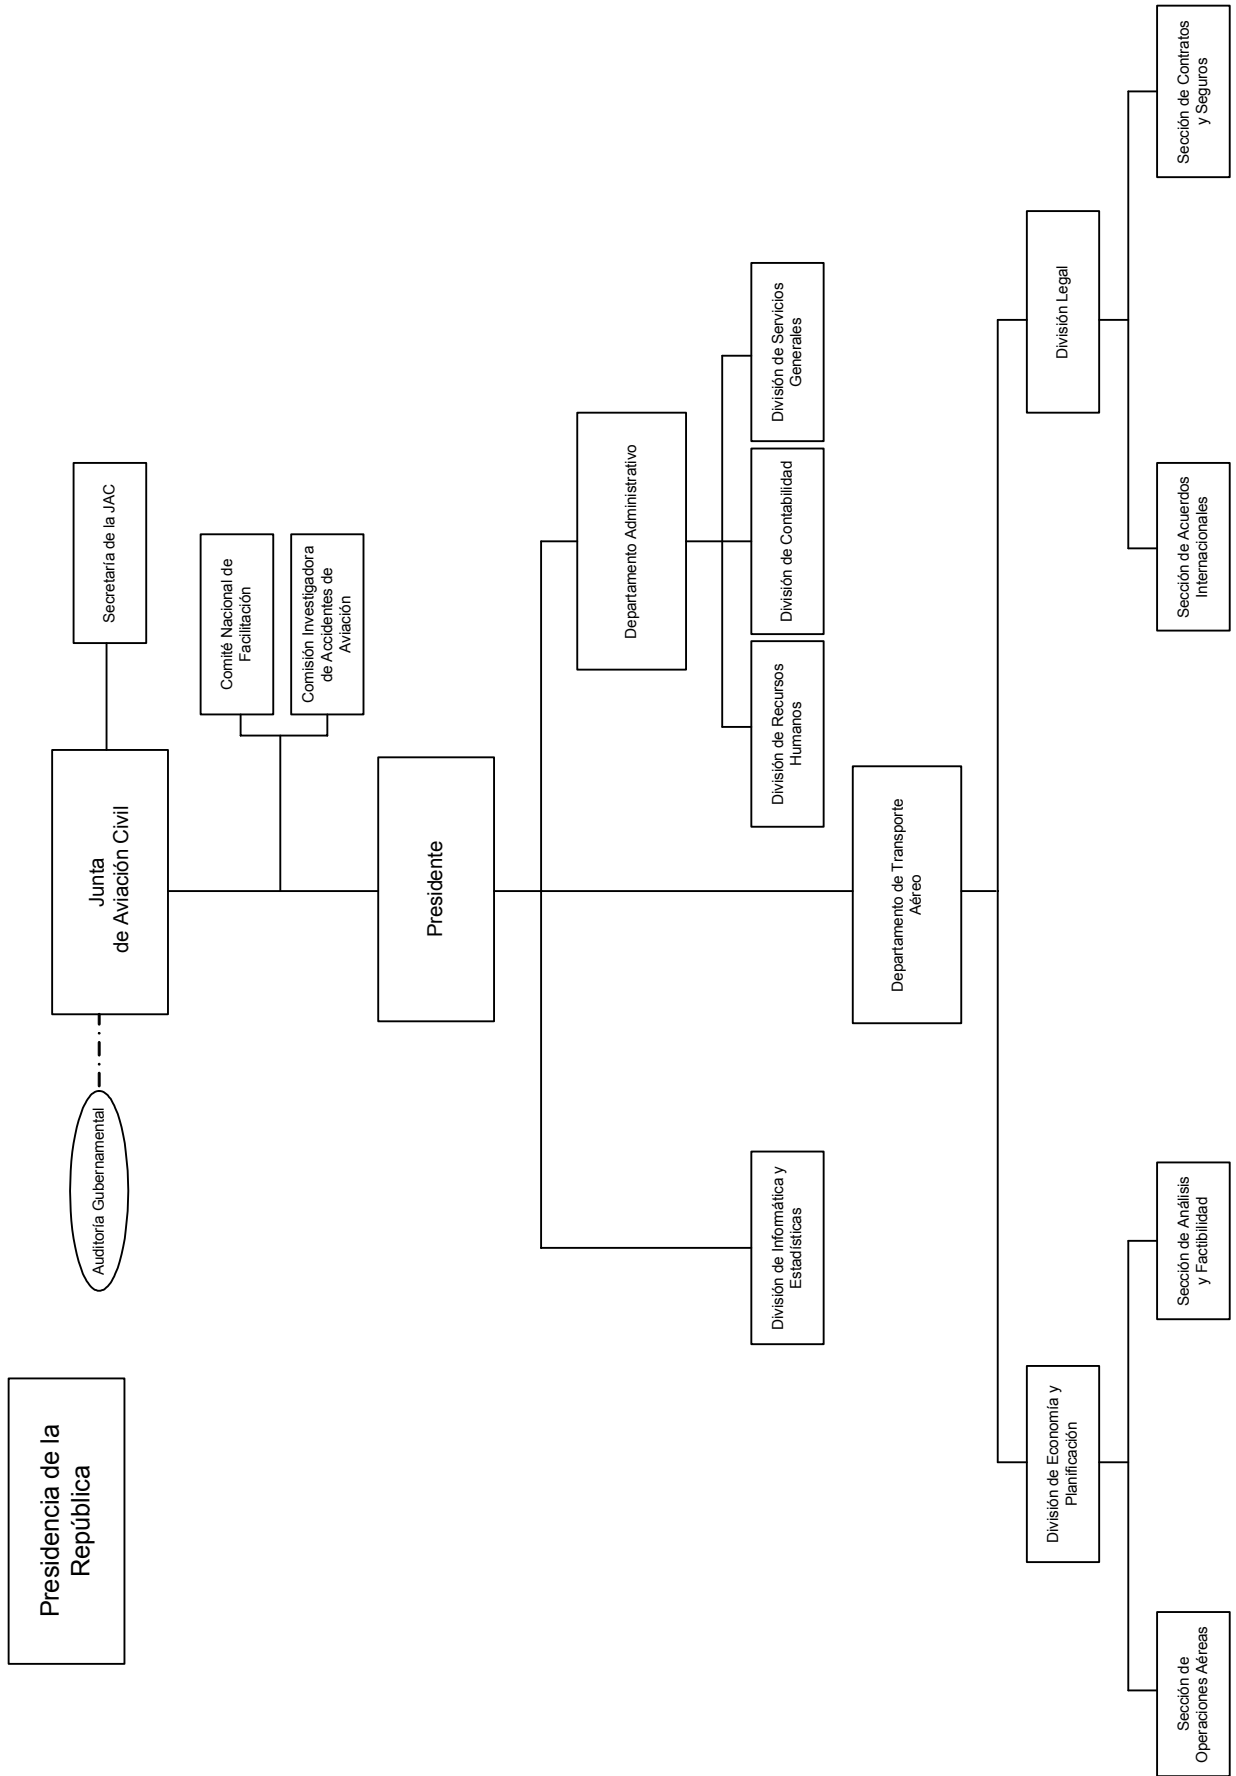 Presidencia de la
República
Auditoría Gubernamental
Junta
de Aviación Civil
Secretaría de la JAC
Comité Nacional de
Facilitación
Comisión Investigadora
de Accidentes de
Aviación
Presidente
Departamento Administrativo
División de Informática y
Estadísticas
División de Recursos
Humanos
División de Contabilidad
División de Servicios
Generales
Departamento de Transporte
Aéreo
División de Economía y
Planificación
División Legal
Sección de
Operaciones Aéreas
Sección de Análisis
y Factibilidad
Sección de Acuerdos
Internacionales
Sección de Contratos
y Seguros